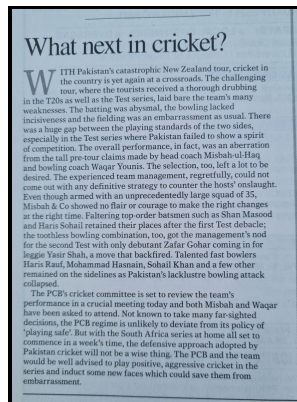 What next in cricket?
WITH Pakistan's catastrophic New Zealand tour, cricket in
the country is yet again at a crossroads. The challenging
tour, where the tourists received a thorough drubbing
in the T20s as well as the Test series, laid bare the team's many
weaknesses. The batting was abysmal, the bowling lacked
incisiveness and the fielding was an embarrassment as usual. There
was a huge gap between the playing standards of the two sides,
especially in the Test series where Pakistan failed to show a spirit
of competition. The overall performance, in fact, was an aberration
from the tall pre-tour claims made by head coach Misbah-ul-Haq
and bowling coach Waqar Younis. The selection, too, left a lot to be
desired. The experienced team management, regretfully, could not
come out with any definitive strategy to counter the hosts' onslaught.
Even though armed with an unprecedentedly large squad of 35,
Misbah & Co showed no flair or courage to make the right changes
at the right time. Faltering top-order batsmen such as Shan Masood
and Haris Sohail retained their places after the first Test debacle;
the toothless bowling combination, too, got the management's nod
for the second Test with only debutant Zafar Gohar coming in for
leggie Yasir Shah, a move that backfired. Talented fast bowlers
Haris Rauf, Mohammad Hasnain, Sohail Khan and a few other
remained on the sidelines as Pakistan's lacklustre bowling attack
collapsed.
The PCB's cricket committee is set to review the team's
performance in a crucial meeting today and both Misbah and Waqar
have been asked to attend. Not known to take many far-sighted
decisions, the PCB regime is unlikely to deviate from its policy of
'playing safe'. But with the South Africa series at home all set to
commence in a week's time, the defensive approach adopted by
Pakistan cricket will not be a wise thing. The PCB and the team
would be well advised to play positive, aggressive cricket in the
series and induct some new faces which could save them from
embarrassment.